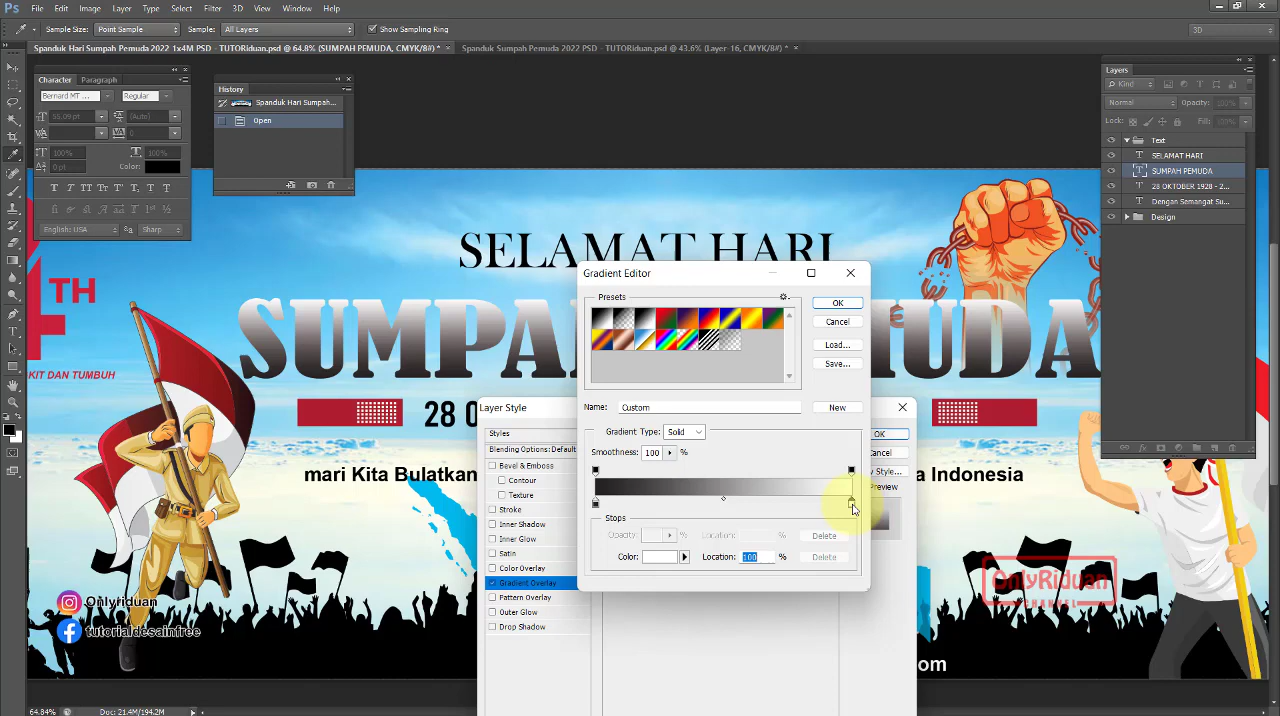 Ps File Edit Image Layer Type Select Filter 3D View Window Help
Sample Size: Point Sample Sample: All Layers Show Sampling Ring 3D
Spanduk Hari Sumpah Pemuda 2022 1x4M PSD - TUTORiduan.psd @ 64.8% (SUMPAH PEMUDA, CMYK/8#) * × Spanduk Sumpah Pemuda 2022 PSD - TUTORiduan.psd @ 43.6% (Layer-16, CMYK/8#) * ×
Character Paragraph
Bernard MT ... Regular
55,09 pt (Auto)
0
100% 100%
0 pt Color:
English: USA Sharp
History
Spanduk Hari Sumpah...
Open
Layers
Kind
Normal Opacity: 100%
Lock: Fill: 100%
Text
SELAMAT HARI
SUMPAH PEMUDA
28 OKTOBER 1928 - 2...
Dengan Semangat Su...
Design
TH
KIT DAN TUMBUH
SELAMAT HARI
SUMPA
UDA
28 O
mari Kita Bulatkan
Indonesia
om
Gradient Editor
Presets
OK
Cancel
Load...
Save...
Name: Custom New
Gradient Type: Solid
Smoothness: 100 %
Stops
Opacity: % Location: % Delete
Color: Location: 100 % Delete
Layer Style
Styles
Blending Options: Default
Bevel & Emboss
Contour
Texture
Stroke
Inner Shadow
Inner Glow
Satin
Color Overlay
Gradient Overlay
Pattern Overlay
Outer Glow
Drop Shadow
OK
Cancel
Style...
Preview
Onlyriduan
tutorialdesainfree
OnlyRiduan
CHANNEL
64.84% Doc: 21.4M/194.2M